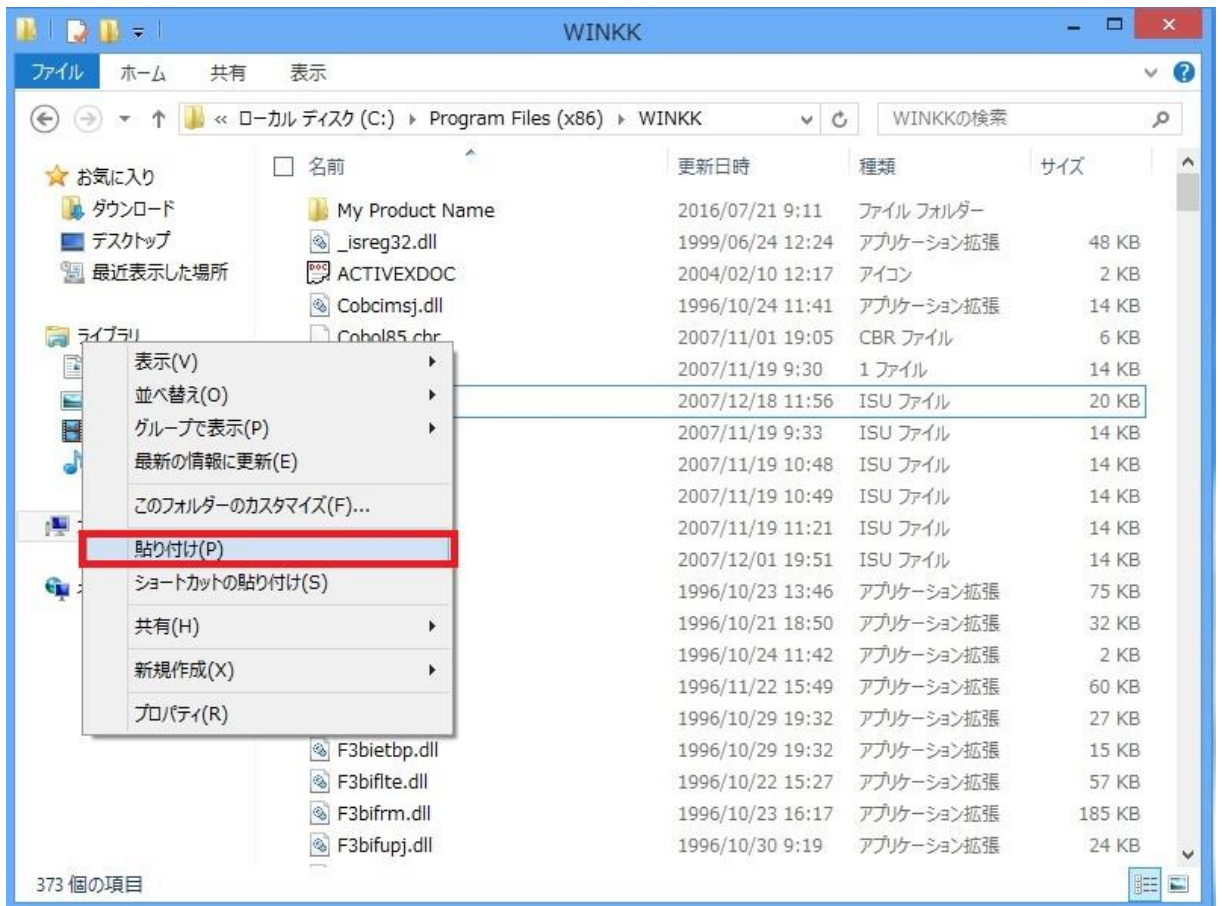 WINKK
ファイル ホーム 共有 表示
« ローカル ディスク (C:) Program Files (x86) WINKK WINKKの検索
名前 更新日時 種類 サイズ
お気に入り
ダウンロード
デスクトップ
最近表示した場所
ライブラリ
My Product Name 2016/07/21 9:11 ファイル フォルダー
_isreg32.dll 1999/06/24 12:24 アプリケーション拡張 48 KB
ACTIVEXDOC 2004/02/10 12:17 アイコン 2 KB
Cobcimsj.dll 1996/10/24 11:41 アプリケーション拡張 14 KB
Cobol85.cbr 2007/11/01 19:05 CBR ファイル 6 KB
2007/11/19 9:30 1 ファイル 14 KB
2007/12/18 11:56 ISU ファイル 20 KB
2007/11/19 9:33 ISU ファイル 14 KB
2007/11/19 10:48 ISU ファイル 14 KB
2007/11/19 10:49 ISU ファイル 14 KB
2007/11/19 11:21 ISU ファイル 14 KB
2007/12/01 19:51 ISU ファイル 14 KB
1996/10/23 13:46 アプリケーション拡張 75 KB
1996/10/21 18:50 アプリケーション拡張 32 KB
1996/10/24 11:42 アプリケーション拡張 2 KB
1996/11/22 15:49 アプリケーション拡張 60 KB
1996/10/29 19:32 アプリケーション拡張 27 KB
F3bietbp.dll 1996/10/29 19:32 アプリケーション拡張 15 KB
F3biflte.dll 1996/10/22 15:27 アプリケーション拡張 57 KB
F3bifrm.dll 1996/10/23 16:17 アプリケーション拡張 185 KB
F3bifupj.dll 1996/10/30 9:19 アプリケーション拡張 24 KB
表示(V)
並べ替え(O)
グループで表示(P)
最新の情報に更新(E)
このフォルダーのカスタマイズ(F)...
貼り付け(P)
ショートカットの貼り付け(S)
共有(H)
新規作成(X)
プロパティ(R)
373 個の項目